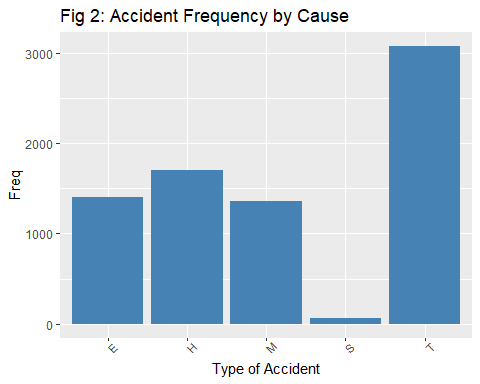 Fig 2: Accident Frequency by Cause
3000
2000
1000
0
Freq
E
H
M
S
T
Type of Accident